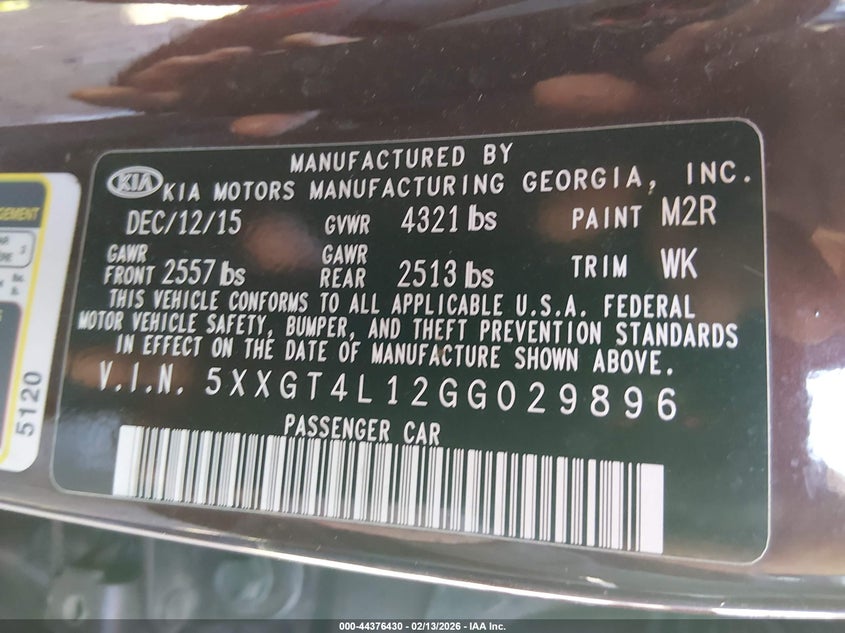 MANUFACTURED BY
KIA KIA MOTORS MANUFACTURING GEORGIA, INC.
DEC/12/15 GVWR 4321 lbs PAINT M2R
GAWR FRONT 2557 lbs GAWR REAR 2513 lbs TRIM WK
THIS VEHICLE CONFORMS TO ALL APPLICABLE U.S.A. FEDERAL
MOTOR VEHICLE SAFETY, BUMPER, AND THEFT PREVENTION STANDARDS
IN EFFECT ON THE DATE OF MANUFACTURE SHOWN ABOVE.
V.I.N. 5XXGT4L12GG029896
PASSENGER CAR
5120
000-44376430 - 02/13/2026 - IAA Inc.